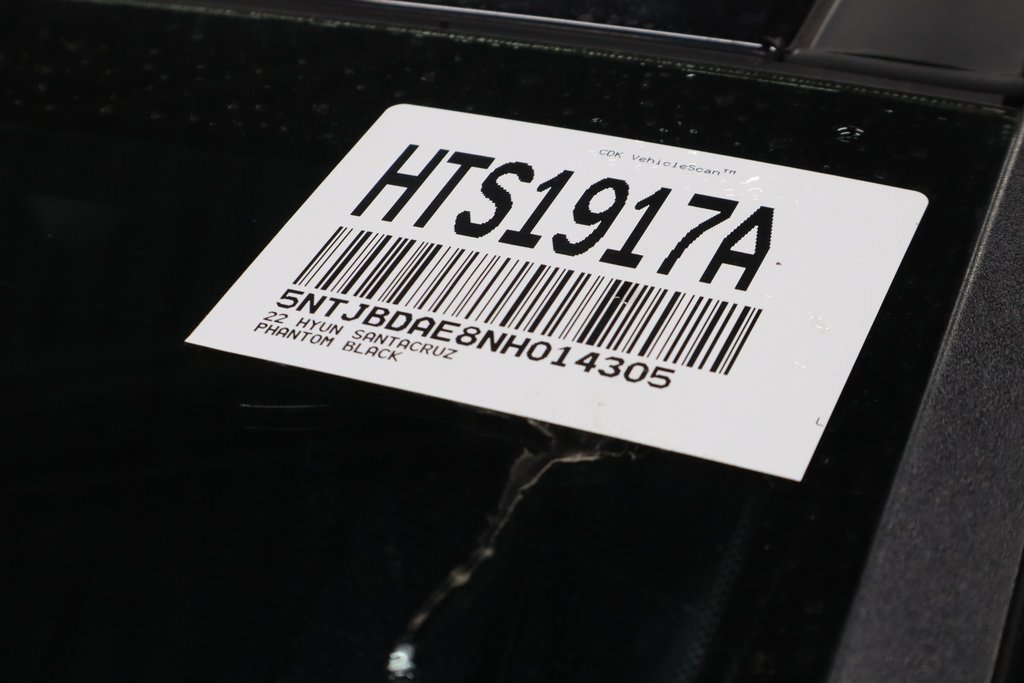 CDK VehicleScan™
HTS1917A
5NTJBDAE8NH014305
22 HYUN SANTACRUZ
PHANTOM BLACK